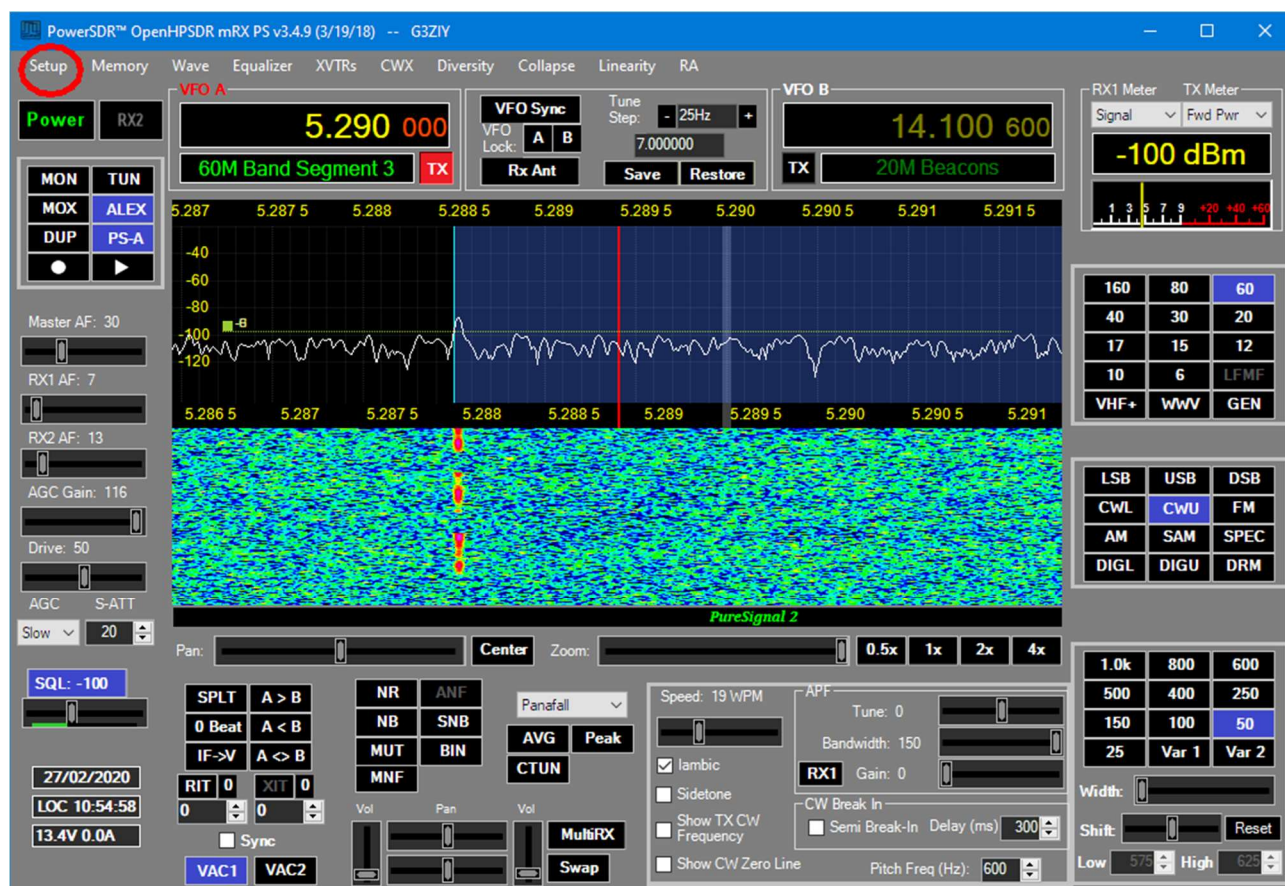 PowerSDR™ OpenHPSDR mRX PS v3.4.9 (3/19/18) -- G3ZIY
Setup Memory Wave Equalizer XVTRs CWX Diversity Collapse Linearity RA
Power RX2
VFO A
5.290 000
60M Band Segment 3 TX
VFO Sync
VFO Lock: A B
Rx Ant
Tune Step: - 25Hz +
7.000000
Save Restore
VFO B
14.100 600
TX 20M Beacons
RX1 Meter TX Meter
Signal Fwd Pwr
-100 dBm
1 3 5 7 9 +20 +40 +60
MON TUN
MOX ALEX
DUP PS-A
5.287 5.287 5 5.288 5.288 5 5.289 5.289 5 5.290 5.290 5 5.291 5.291 5
-40
-60
-80
-100
-120
5.286 5 5.287 5.287 5 5.288 5.288 5 5.289 5.289 5 5.290 5.290 5 5.291
PureSignal 2
Master AF: 30
RX1 AF: 7
RX2 AF: 13
AGC Gain: 116
Drive: 50
AGC S-ATT
Slow 20
SQL: -100
27/02/2020
LOC 10:54:58
13.4V 0.0A
160 80 60
40 30 20
17 15 12
10 6 LFMF
VHF+ WWV GEN
LSB USB DSB
CWL CWU FM
AM SAM SPEC
DIGL DIGU DRM
Pan: Center Zoom: 0.5x 1x 2x 4x
SPLT A > B
0 Beat A < B
IF->V A <> B
RIT 0 XIT 0
0 0
Sync
VAC1 VAC2
NR ANF
NB SNB
MUT BIN
MNF
Panafall
AVG Peak
CTUN
Vol Pan Vol
MultiRX
Swap
Speed: 19 WPM
Iambic
Sidetone
Show TX CW Frequency
Show CW Zero Line
APF
Tune: 0
Bandwidth: 150
RX1 Gain: 0
CW Break In
Semi Break-In Delay (ms) 300
Pitch Freq (Hz): 600
1.0k 800 600
500 400 250
150 100 50
25 Var 1 Var 2
Width:
Shift: Reset
Low 575 High 625